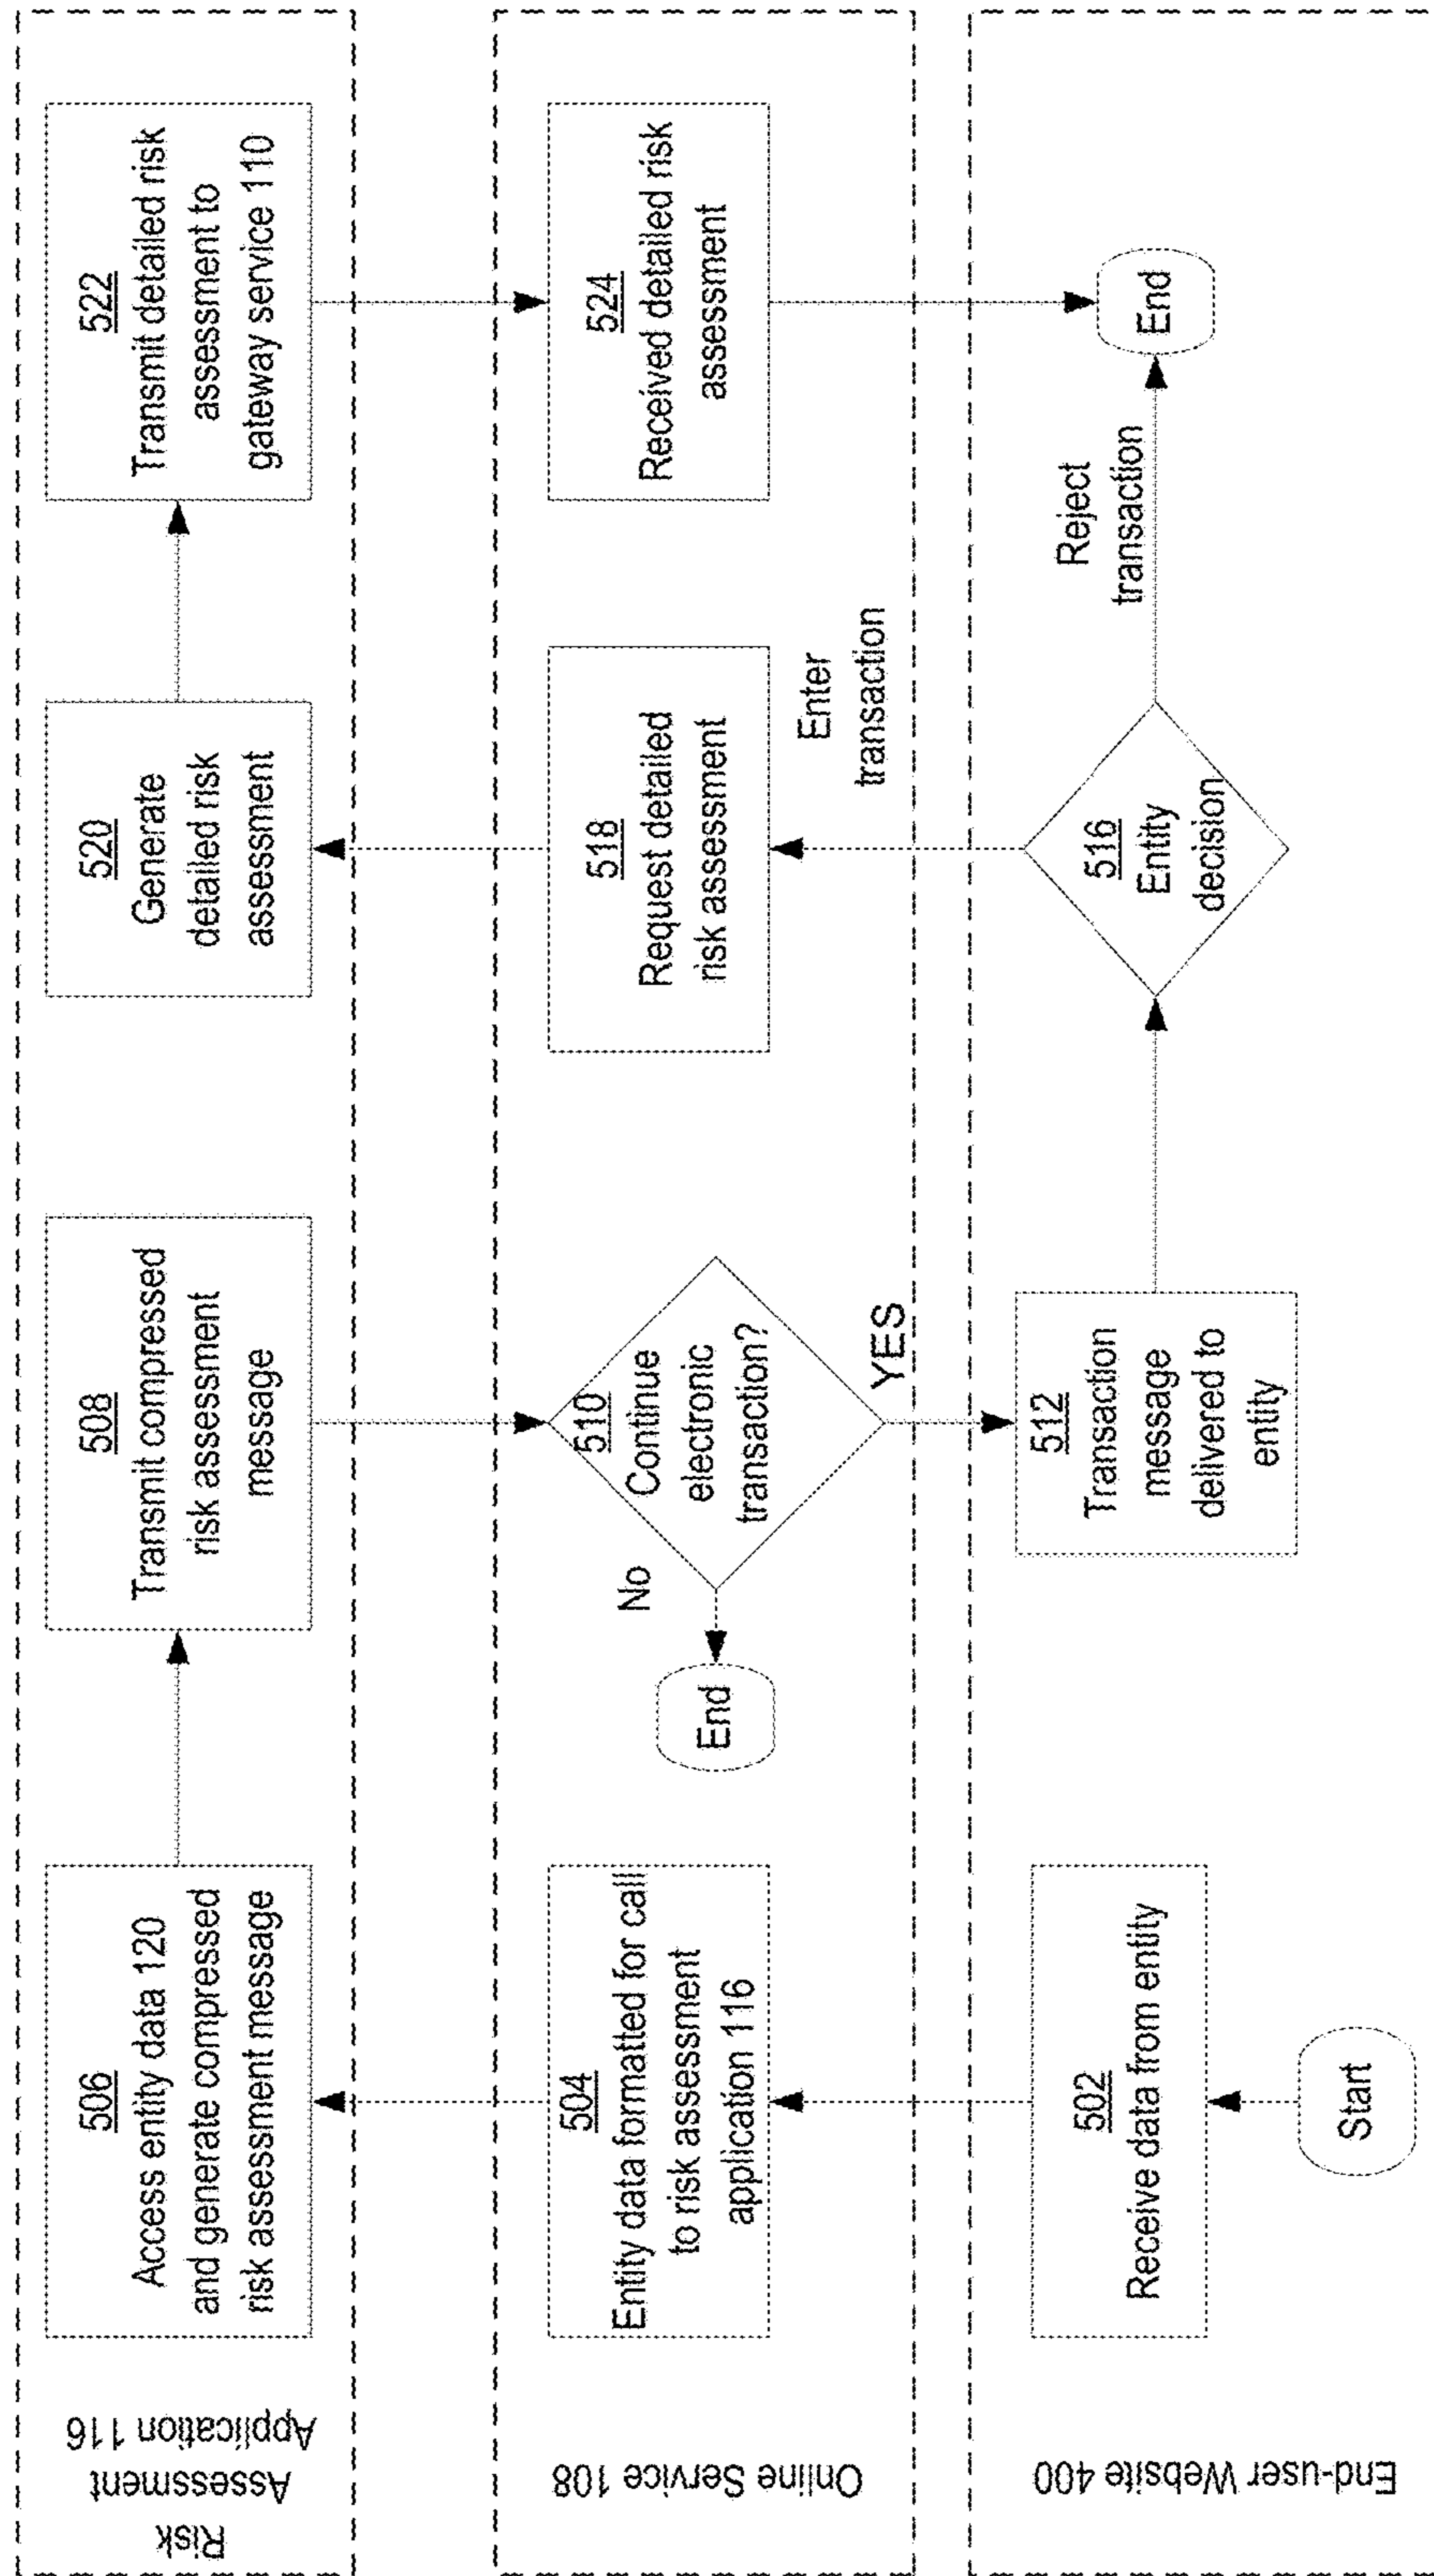 Risk
Assessment
Application 116
506
Access entity data 120
and generate compressed
risk assessment message
508
Transmit compressed
risk assessment
message
520
Generate
detailed risk
assessment
522
Transmit detailed risk
assessment to
gateway service 110
Online Service 108
504
Entity data formatted for call
to risk assessment
application 116
End
No
510
Continue
electronic
transaction?
YES
518
Request detailed
risk assessment
Enter
transaction
524
Received detailed risk
assessment
End-user Website 400
502
Receive data from entity
Start
512
Transaction
message
delivered to
entity
516
Entity
decision
Reject
transaction
End